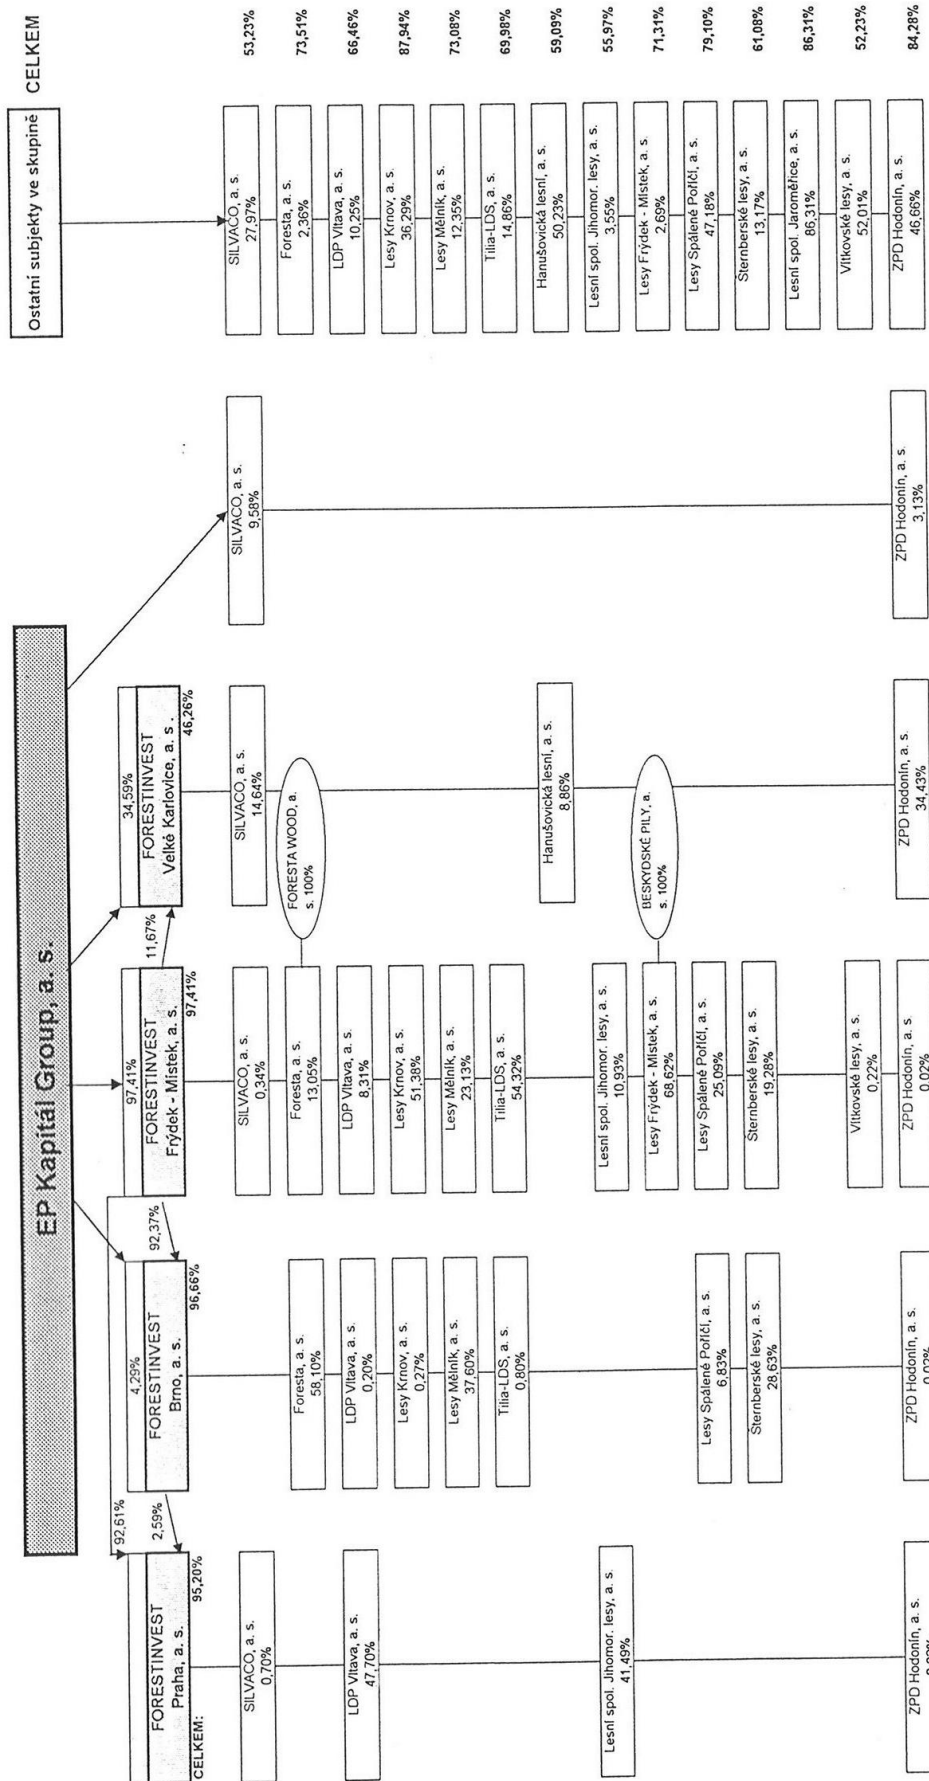 EP Kapitál Group, a. s.
Ostatní subjekty ve skupině
CELKEM
92,61%
FORESTINVEST
Praha, a. s.
CELKEM:
95,20%
2,59%
4,29%
FORESTINVEST
Brno, a. s.
96,66%
92,37%
97,41%
FORESTINVEST
Frýdek - Místek, a. s.
97,41%
11,67%
34,59%
FORESTINVEST
Velké Karlovice, a. s .
46,26%
SILVACO, a. s.
0,70%
LDP Vltava, a. s.
47,70%
Lesní spol. Jihomor. lesy, a. s.
41,49%
ZPD Hodonín, a. s.
Foresta, a. s.
58,10%
LDP Vltava, a. s.
0,20%
Lesy Krnov, a. s.
0,27%
Lesy Mělník, a. s.
37,60%
Tilia-LDS, a. s.
0,80%
Lesy Spálené Poříčí, a. s.
6,83%
Šternberské lesy, a. s.
28,63%
ZPD Hodonín, a. s.
SILVACO, a. s.
0,34%
Foresta, a. s.
13,05%
LDP Vltava, a. s.
8,31%
Lesy Krnov, a. s.
51,38%
Lesy Mělník, a. s.
23,13%
Tilia-LDS, a. s.
54,32%
Lesní spol. Jihomor. lesy, a. s.
10,93%
Lesy Frýdek - Místek, a. s.
68,62%
Lesy Spálené Poříčí, a. s.
25,09%
Šternberské lesy, a. s.
19,28%
Vítkovské lesy, a. s.
0,22%
ZPD Hodonín, a. s.
0,02%
SILVACO, a. s.
14,64%
FORESTA WOOD, a.
s. 100%
Hanušovická lesní, a. s.
8,86%
BESKYDSKÉ PILY, a.
s. 100%
ZPD Hodonín, a. s.
34,43%
SILVACO, a. s.
9,58%
ZPD Hodonín, a. s.
3,13%
SILVACO, a. s.
27,97%
53,23%
Foresta, a. s.
2,36%
73,51%
LDP Vltava, a. s.
10,25%
66,46%
Lesy Krnov, a. s.
36,29%
87,94%
Lesy Mělník, a. s.
12,35%
73,08%
Tilia-LDS, a. s.
14,86%
69,98%
Hanušovická lesní, a. s.
50,23%
59,09%
Lesní spol. Jihomor. lesy, a. s.
3,55%
55,97%
Lesy Frýdek - Místek, a. s.
2,69%
71,31%
Lesy Spálené Poříčí, a. s.
47,18%
79,10%
Šternberské lesy, a. s.
13,17%
61,08%
Lesní spol. Jaroměřice, a. s.
86,31%
86,31%
Vítkovské lesy, a. s.
52,01%
52,23%
ZPD Hodonín, a. s.
46,66%
84,28%